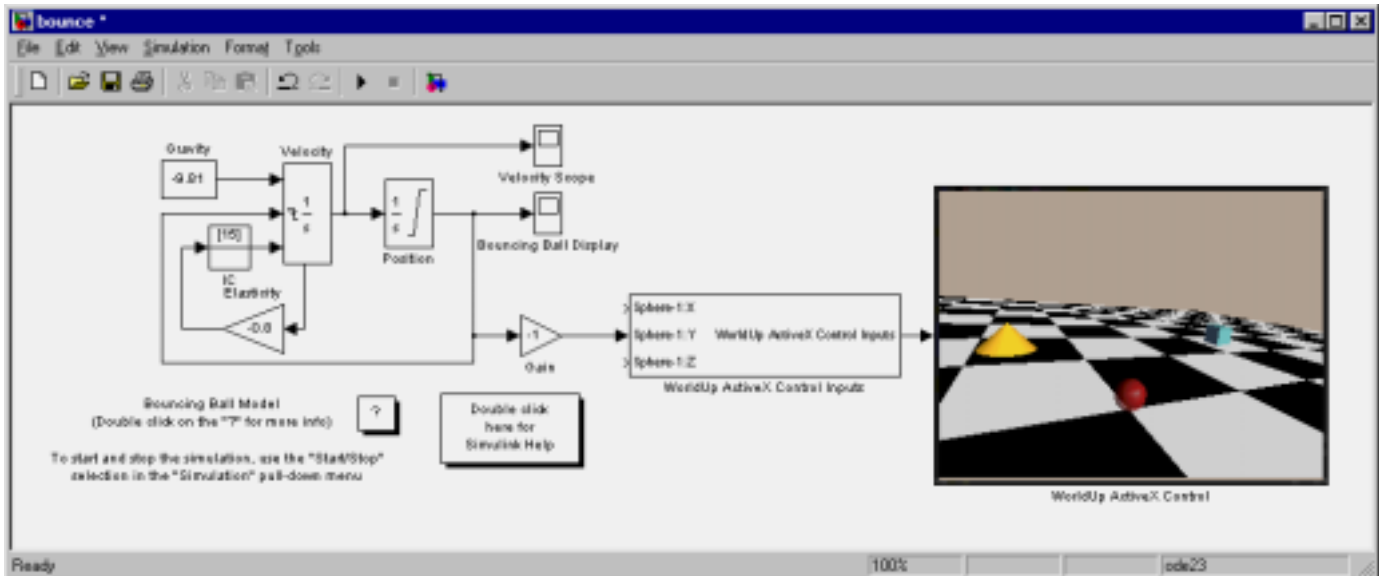 bounce *
File Edit View Simulation Format Tools
Gravity
-9.81
Velocity
1
s
[15]
IC
Elasticity
-0.8
1
s
Position
Velocity Scope
Bouncing Ball Display
-1
Gain
Sphere-1:X
Sphere-1:Y WorldUp ActiveX Control Inputs
Sphere-1:Z
WorldUp ActiveX Control Inputs
Bouncing Ball Model
(Double click on the "?" for more info)
?
Double click
here for
Simulink Help
To start and stop the simulation, use the "Start/Stop"
selection in the "Simulation" pull-down menu
WorldUp ActiveX Control
Ready 100% ode23